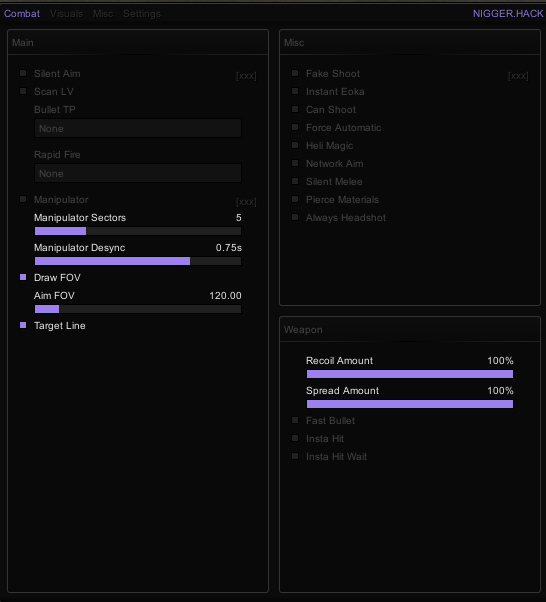 Combat Visuals Misc Settings NIGGER.HACK
Main
Silent Aim [xxx]
Scan LV
Bullet TP
None
Rapid Fire
None
Manipulator [xxx]
Manipulator Sectors 5
Manipulator Desync 0.75s
Draw FOV
Aim FOV 120.00
Target Line
Misc
Fake Shoot [xxx]
Instant Eoka
Can Shoot
Force Automatic
Heli Magic
Network Aim
Silent Melee
Pierce Materials
Always Headshot
Weapon
Recoil Amount 100%
Spread Amount 100%
Fast Bullet
Insta Hit
Insta Hit Wait